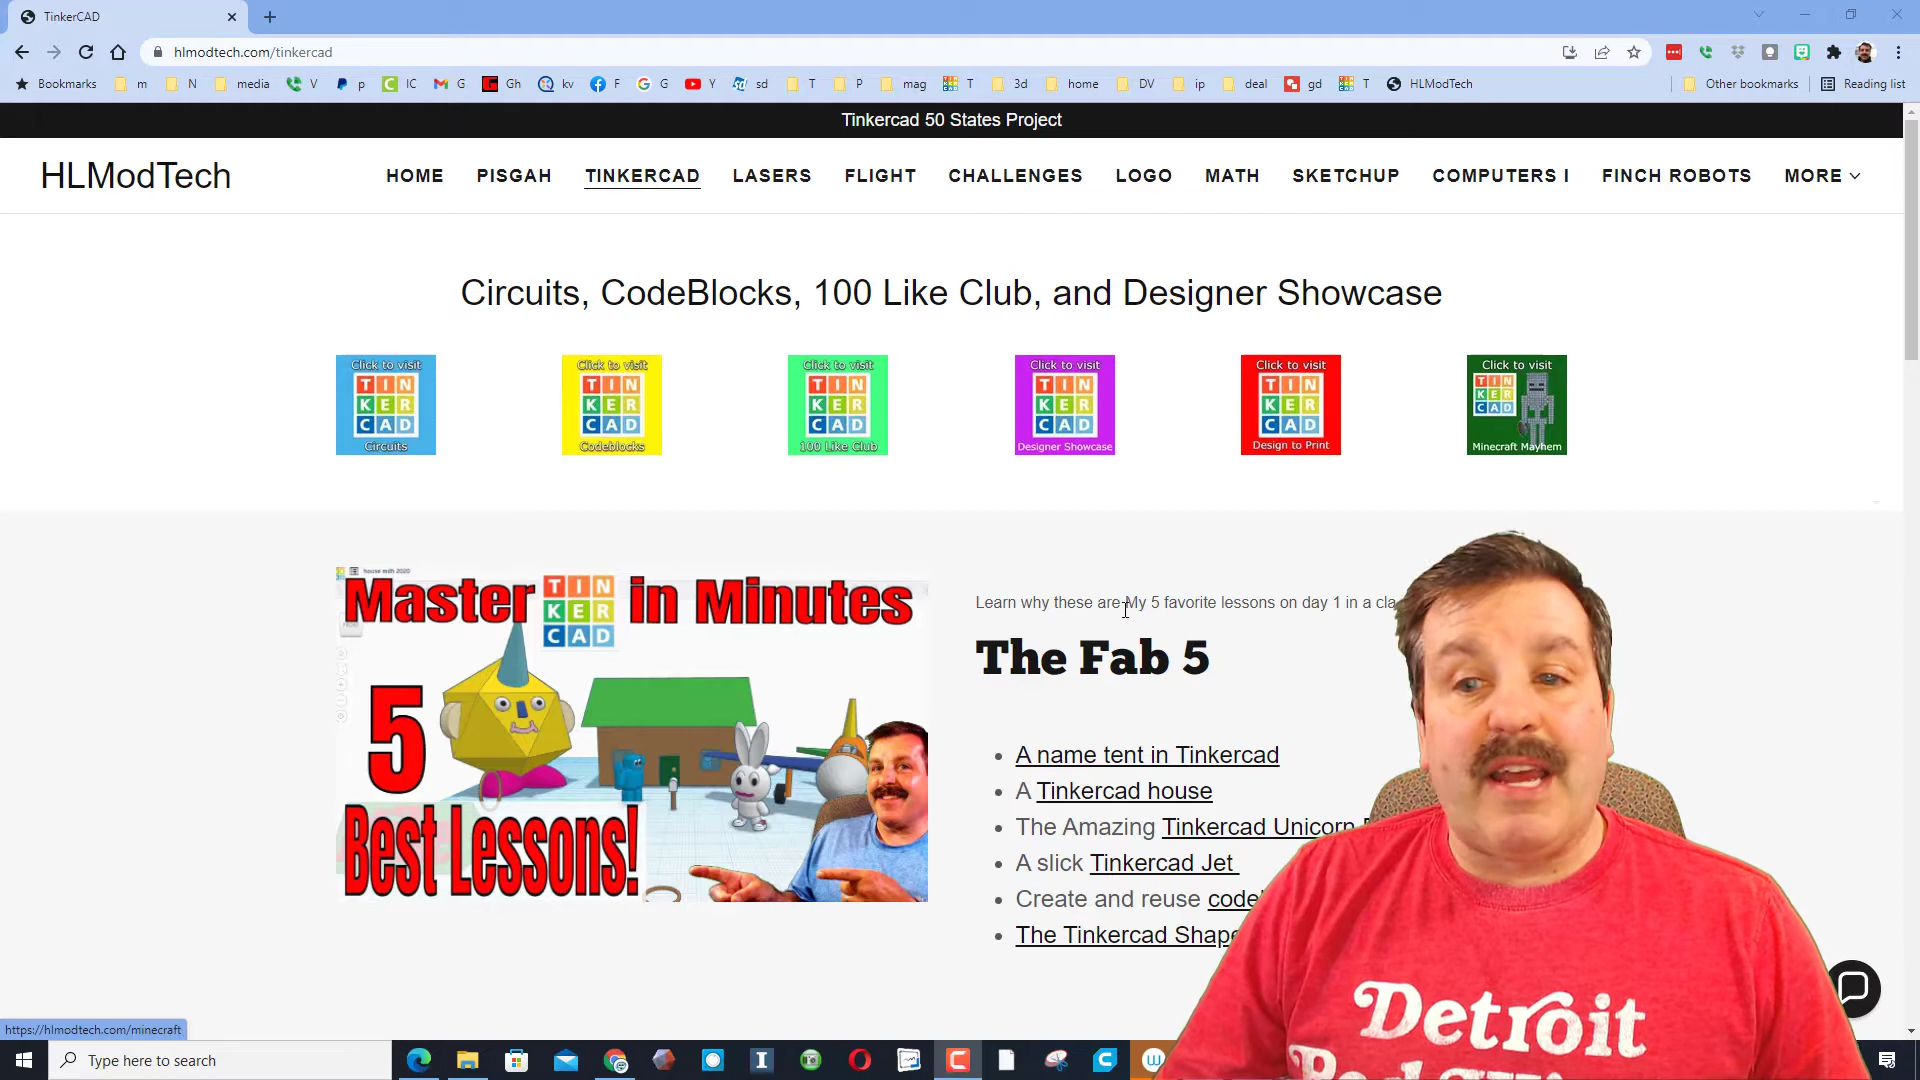 TinkerCAD
hlmodtech.com/tinkercad
Bookmarks m N media V p IC G Gh kv F G Y sd T P mag T 3d home DV ip deal gd T HLModTech Other bookmarks Reading list
Tinkercad 50 States Project
HLModTech HOME PISGAH TINKERCAD LASERS FLIGHT CHALLENGES LOGO MATH SKETCHUP COMPUTERS I FINCH ROBOTS MORE
Circuits, CodeBlocks, 100 Like Club, and Designer Showcase
Click to visit
TIN
KER
CAD
Circuits
Click to visit
TIN
KER
CAD
Codeblocks
Click to visit
TIN
KER
CAD
100 Like Club
Click to visit
TIN
KER
CAD
Designer Showcase
Click to visit
TIN
KER
CAD
Design to Print
Click to visit
TIN
KER
CAD
Minecraft Mayhem
house mdh 2020
Master TIN KER CAD in Minutes
5
Best Lessons!
Learn why these are My 5 favorite lessons on day 1 in a cla
The Fab 5
A name tent in Tinkercad
A Tinkercad house
The Amazing Tinkercad Unicorn
A slick Tinkercad Jet
Create and reuse code
The Tinkercad Shape
Detroit
https://hlmodtech.com/minecraft
Type here to search